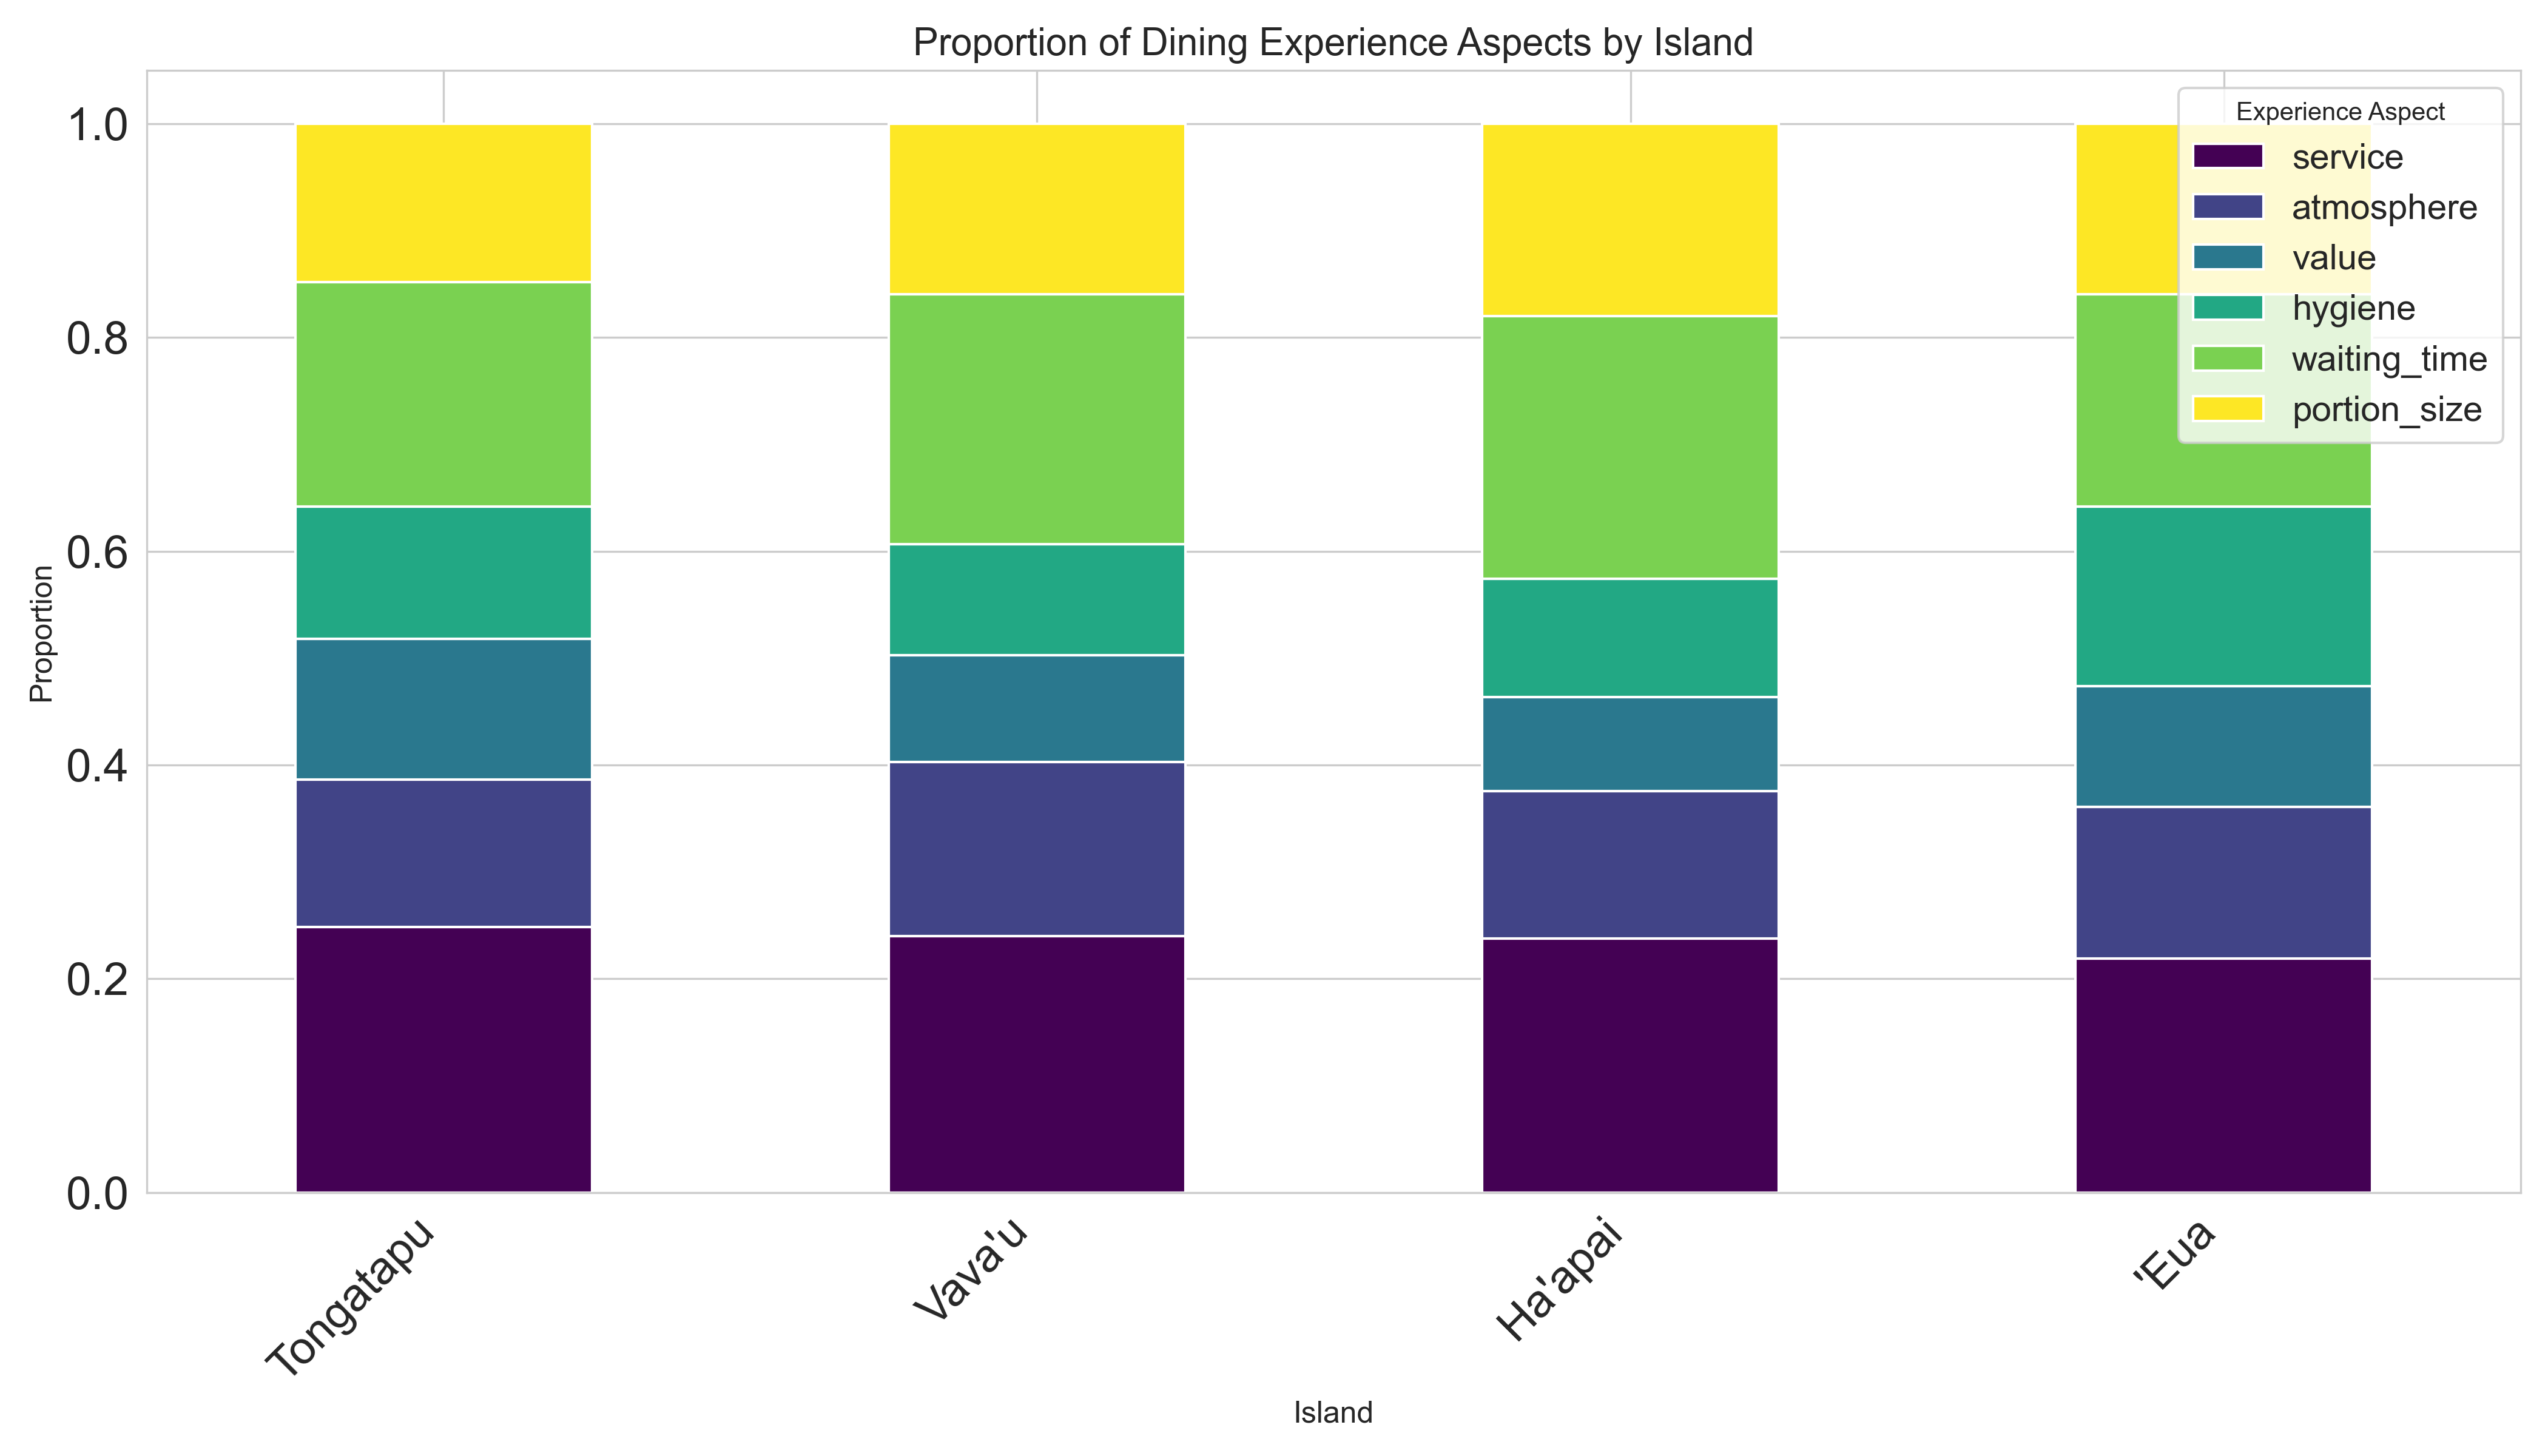 Proportion of Dining Experience Aspects by Island
Experience Aspect
service
atmosphere
value
hygiene
waiting_time
portion_size
Proportion
1.0
0.8
0.6
0.4
0.2
0.0
Tongatapu
Vava'u
Ha'apai
'Eua
Island